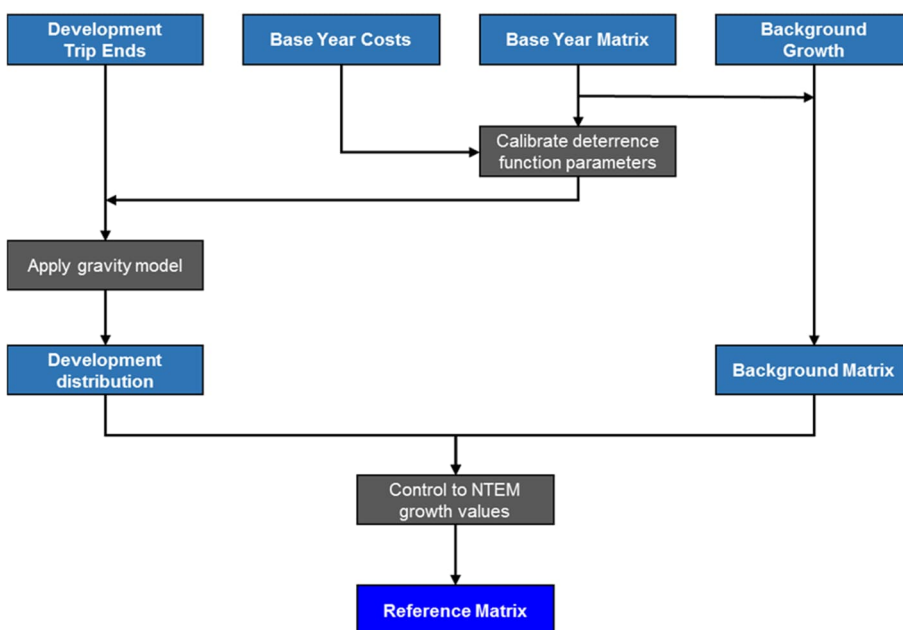 Development
Trip Ends
Base Year Costs
Base Year Matrix
Background
Growth
Calibrate deterrence
function parameters
Apply gravity model
Development
distribution
Background Matrix
Control to NTEM
growth values
Reference Matrix